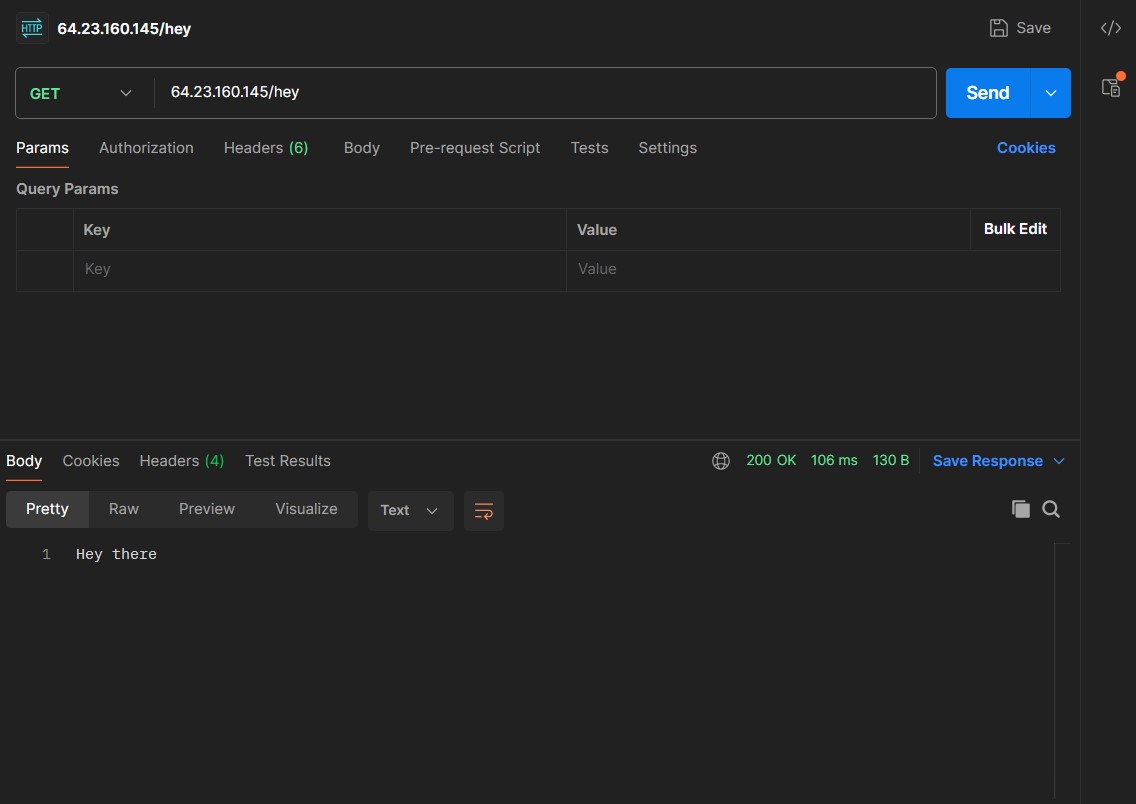 HTTP 64.23.160.145/hey Save
GET 64.23.160.145/hey Send
Params Authorization Headers (6) Body Pre-request Script Tests Settings Cookies
Query Params
Key Value Bulk Edit
Key Value
Body Cookies Headers (4) Test Results 200 OK 106 ms 130 B Save Response
Pretty Raw Preview Visualize Text
1 Hey there